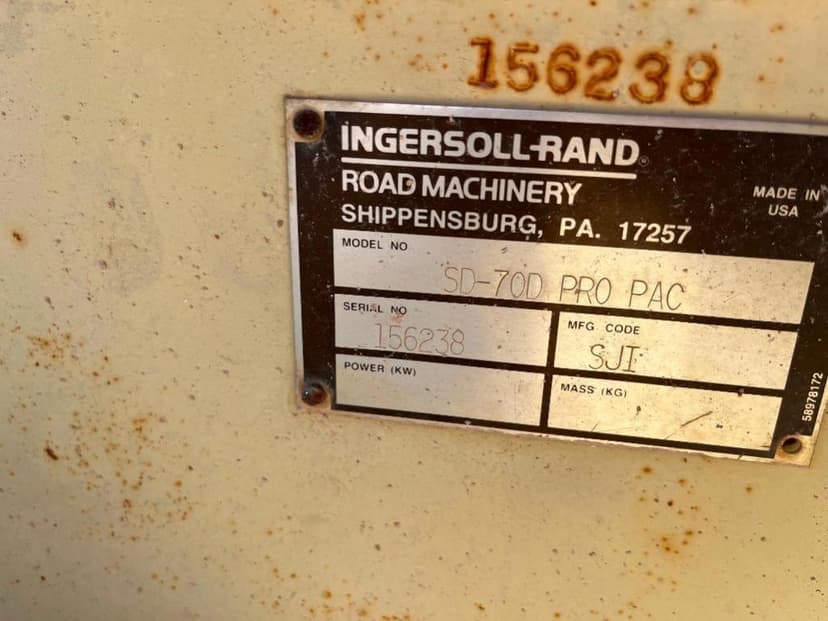 156238
INGERSOLL-RAND®
ROAD MACHINERY
SHIPPENSBURG, PA. 17257
MADE IN
USA
MODEL NO
SD-70D PRO PAC
SERIAL NO
156238
MFG. CODE
SJI
POWER (KW)
MASS (KG)
58978172